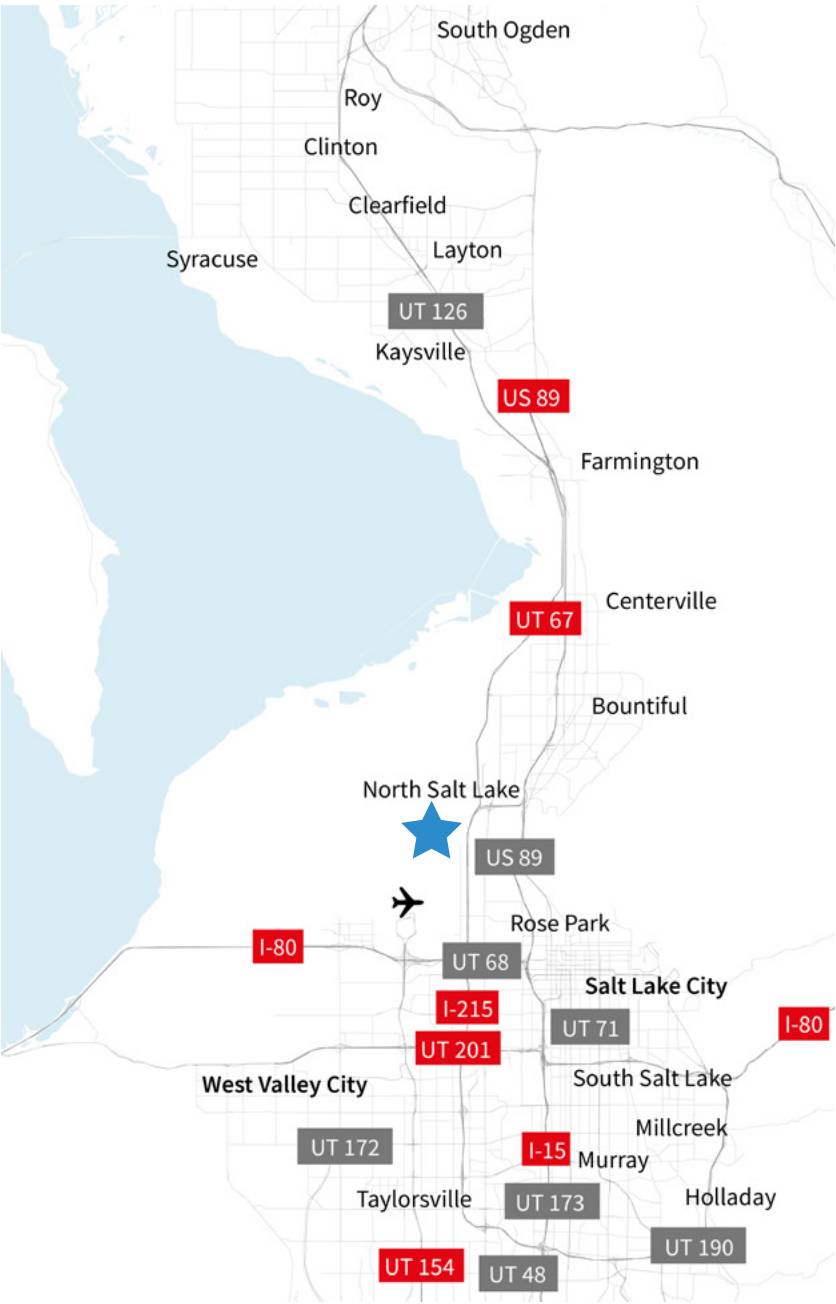 South Ogden
Roy
Clinton
Clearfield
Layton
Syracuse
UT 126
Kaysville
US 89
Farmington
Centerville
UT 67
Bountiful
North Salt Lake
US 89
Rose Park
I-80
UT 68
Salt Lake City
I-215
UT 71
I-80
UT 201
South Salt Lake
West Valley City
Millcreek
UT 172
I-15
Murray
Taylorsville
UT 173
Holladay
UT 190
UT 154
UT 48